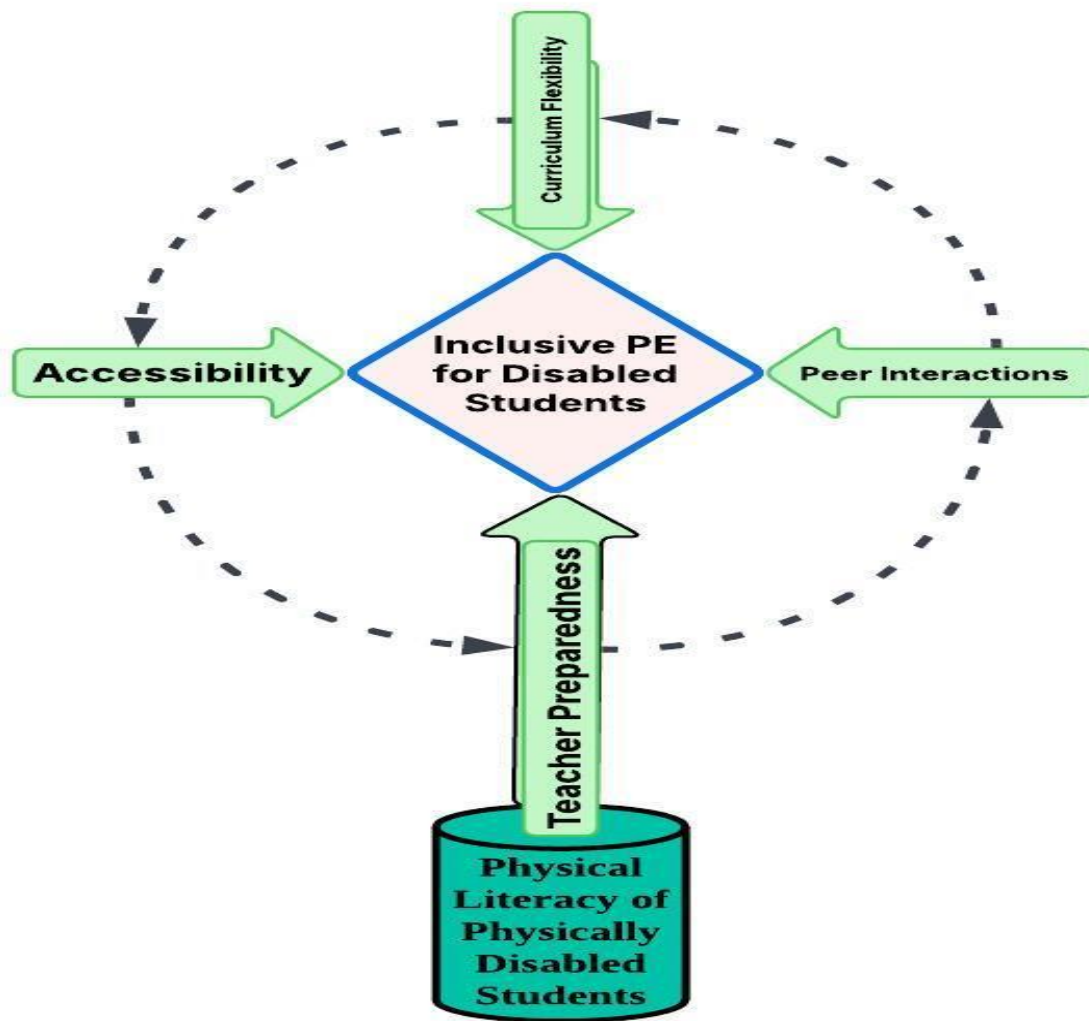 Curriculum Flexibility
Accessibility
Inclusive PE
for Disabled
Students
Peer Interactions
Teacher Preparedness
Physical
Literacy of
Physically
Disabled
Students